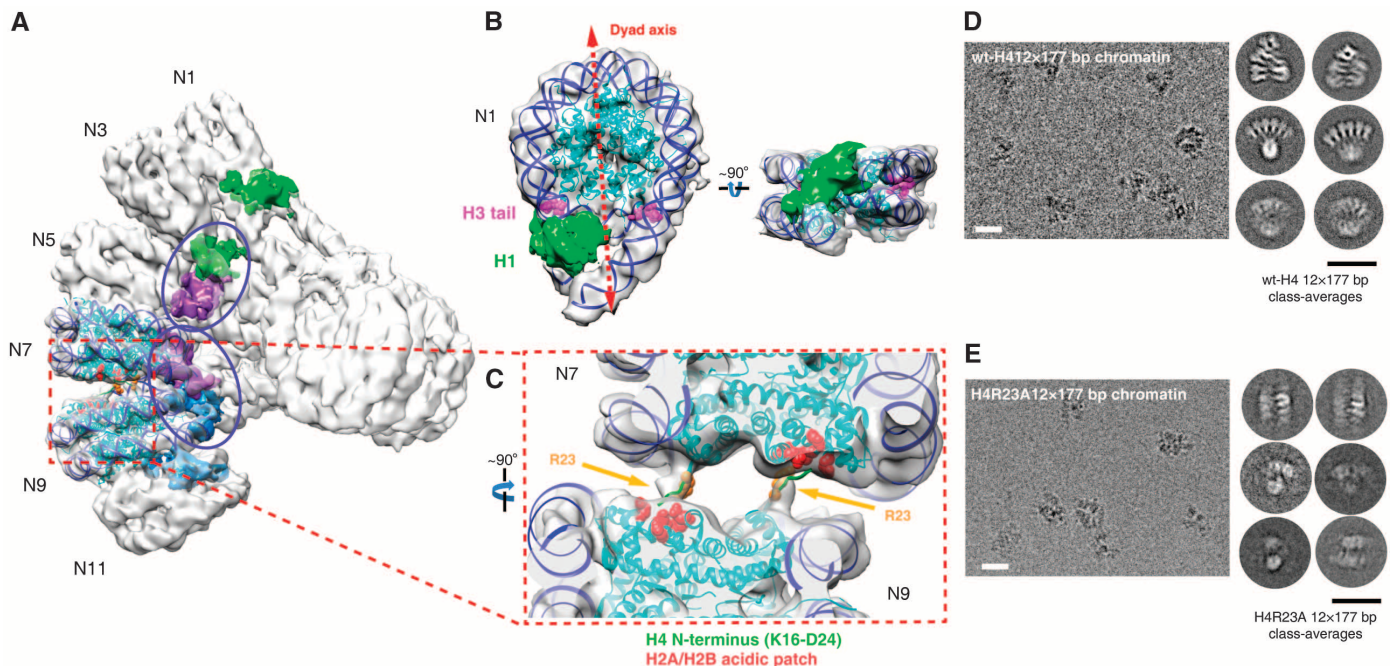 A
N1
N3
N5
N7
N9
N11
B
Dyad axis
N1
H3 tail
H1
~90°
C
N7
~90°
R23
R23
N9
H4 N-terminus (K16-D24)
H2A/H2B acidic patch
D
wt-H412×177 bp chromatin
wt-H4 12×177 bp
class-averages
E
H4R23A12×177 bp chromatin
H4R23A 12×177 bp
class-averages